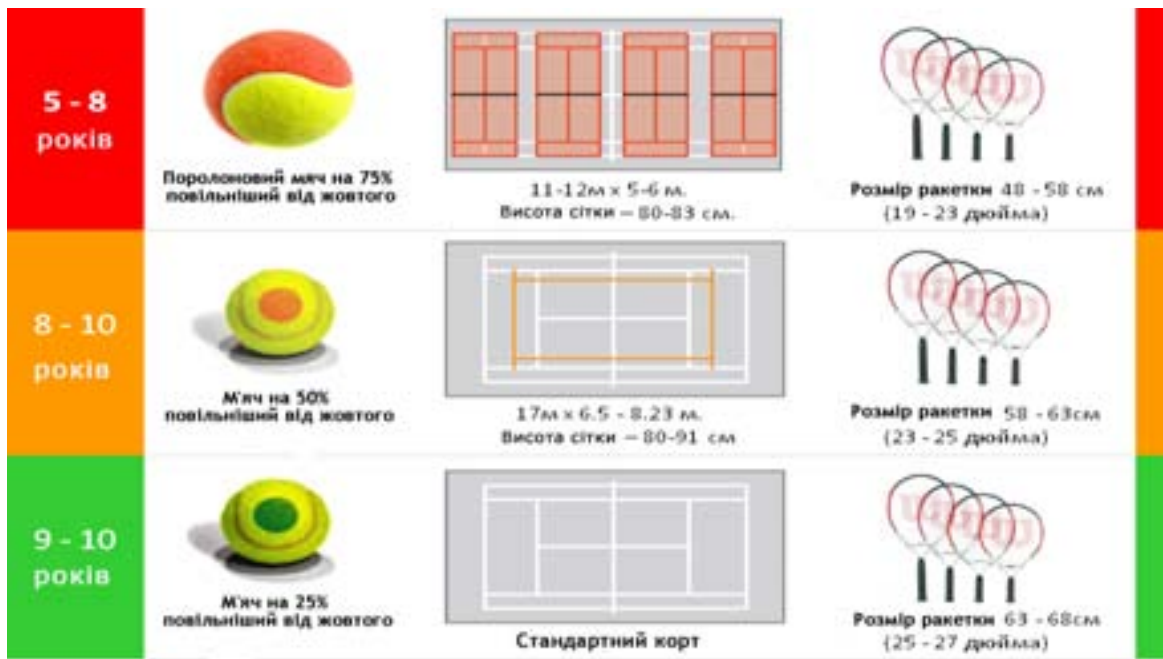 5 - 8
років
Поролоновий мяч на 75%
повільніший від жовтого
11-12м х 5-6 м.
Висота сітки – 80-83 см.
Розмір ракетки 48 - 58 см
(19 - 23 дюйма)
8 - 10
років
М'яч на 50%
повільніший від жовтого
17м х 6.5 - 8.23 м.
Висота сітки – 80-91 см
Розмір ракетки 58 - 63см
(23 - 25 дюйма)
9 - 10
років
М'яч на 25%
повільніший від жовтого
Стандартний корт
Розмір ракетки 63 - 68см
(25 - 27 дюйма)